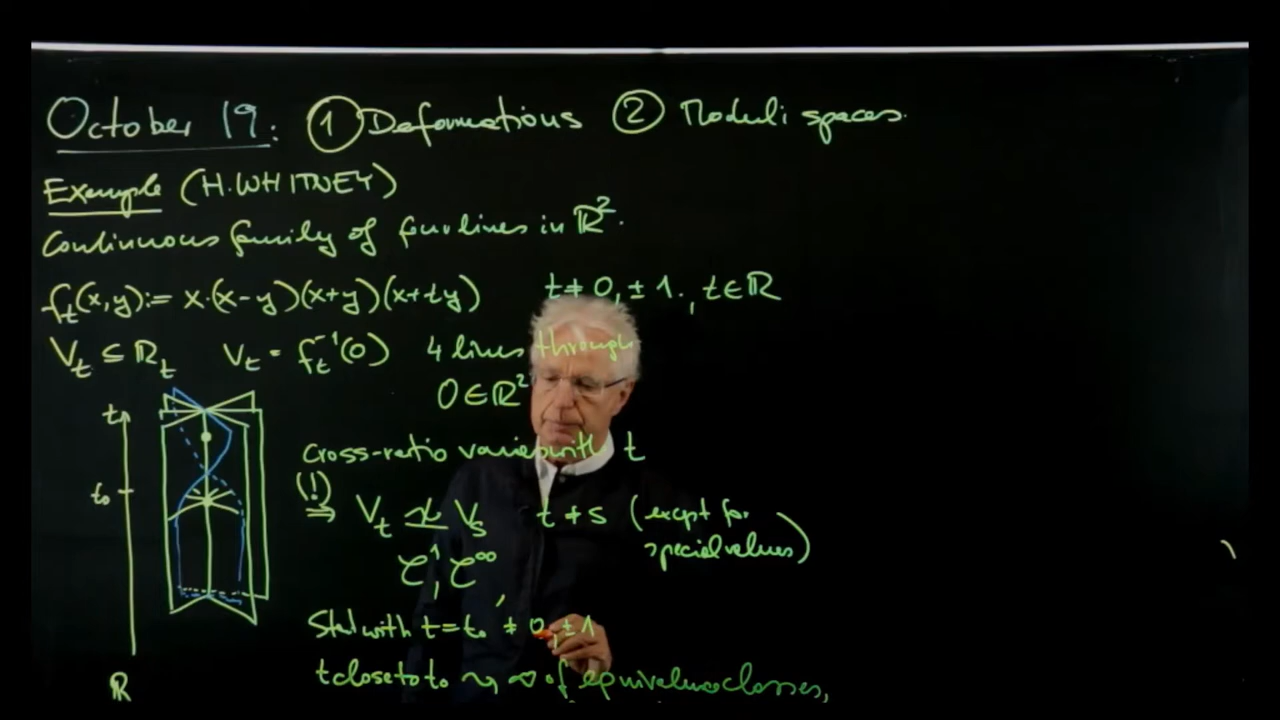 October 19: ① Deformations ② Moduli spaces.
Example (H. WHITNEY)
Continuous family of four lines in ℝ².
f_t(x,y) := x·(x-y)(x+y)(x+ty) t ≠ 0, ±1., t∈ℝ
V_t ⊆ ℝ_t V_t = f_t⁻¹(0) 4 lines through
0∈ℝ²
t
cross-ratio varies with t
t₀
(!)
⇒ V_t ≄ V_s t ≠ s (except for
special values)
𝒞¹, 𝒞^∞
Start with t = t₀ ≠ 0, ±1
t close to t₀ ⇝ ∞ of equivalence classes,
ℝ